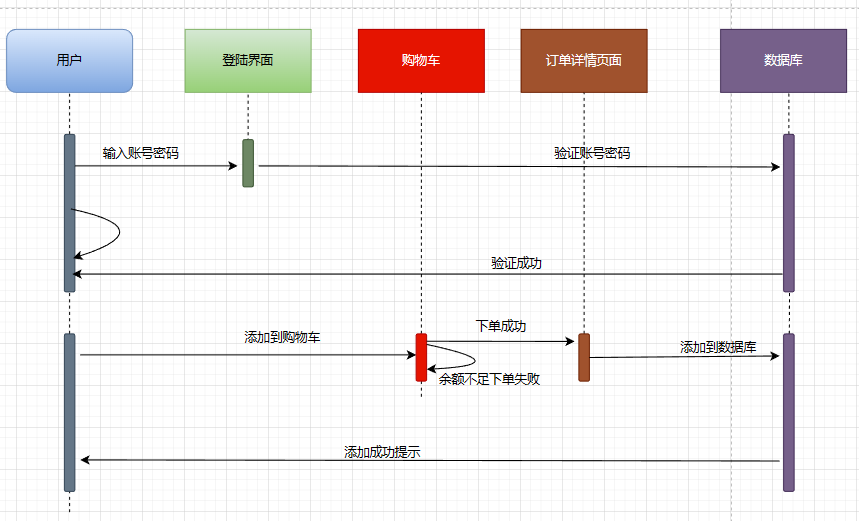 用户
登陆界面
购物车
订单详情页面
数据库
输入账号密码
验证账号密码
验证成功
下单成功
添加到购物车
添加到数据库
余额不足下单失败
添加成功提示